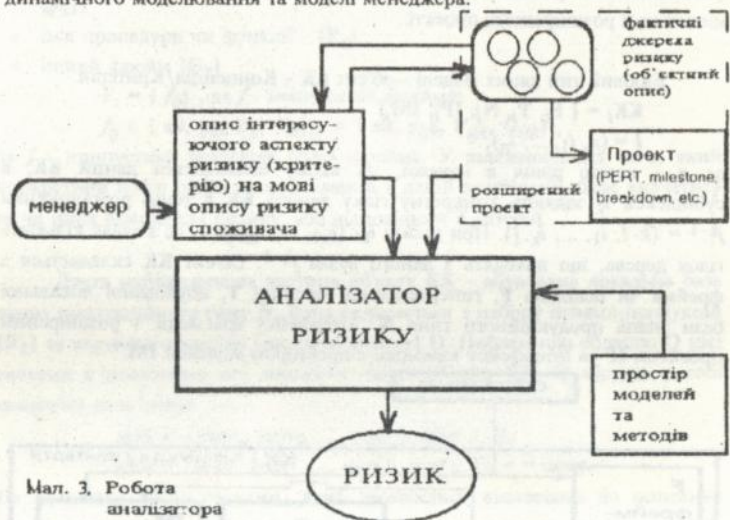 динамічного моделювання та моделі менеджера.
фактичні
джерела
ризику
(об'єктний
опис)
опис інтересу-
ючого аспекту
ризику (крите-
рію) на мові
опису ризику
споживача
менеджер
Проект
(PERT, milestone,
breakdown, etc.)
розширений
проект
АНАЛІЗАТОР
РИЗИКУ
простір
моделей
та
методів
РИЗИК
Мал. 3. Робота
аналізатора